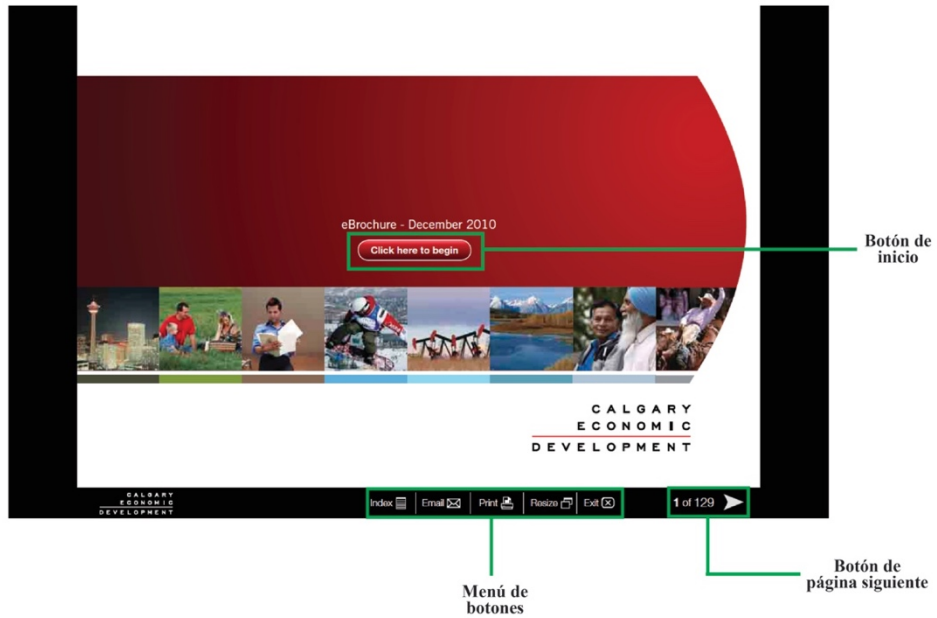 eBrochure - December 2010
Click here to begin
Botón de
inicio
CALGARY
ECONOMIC
DEVELOPMENT
CALGARY
ECONOMIC
DEVELOPMENT
Index Email Print Resize Exit
1 of 129
Menú de
botones
Botón de
página siguiente